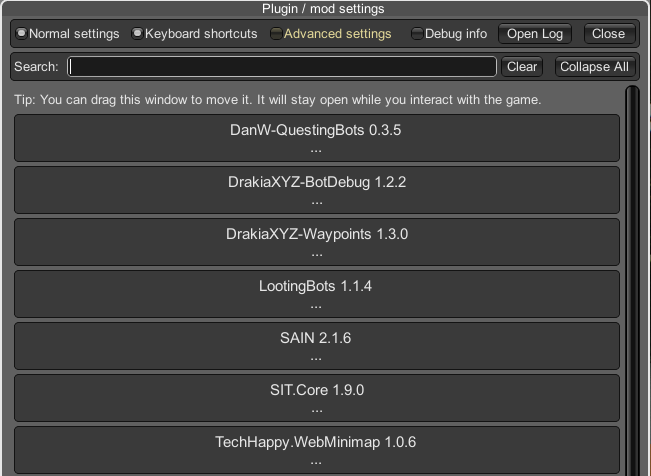 Plugin / mod settings
Normal settings Keyboard shortcuts Advanced settings Debug info Open Log Close
Search: Clear Collapse All
Tip: You can drag this window to move it. It will stay open while you interact with the game.
DanW-QuestingBots 0.3.5
...
DrakiaXYZ-BotDebug 1.2.2
...
DrakiaXYZ-Waypoints 1.3.0
...
LootingBots 1.1.4
...
SAIN 2.1.6
...
SIT.Core 1.9.0
...
TechHappy.WebMinimap 1.0.6
...